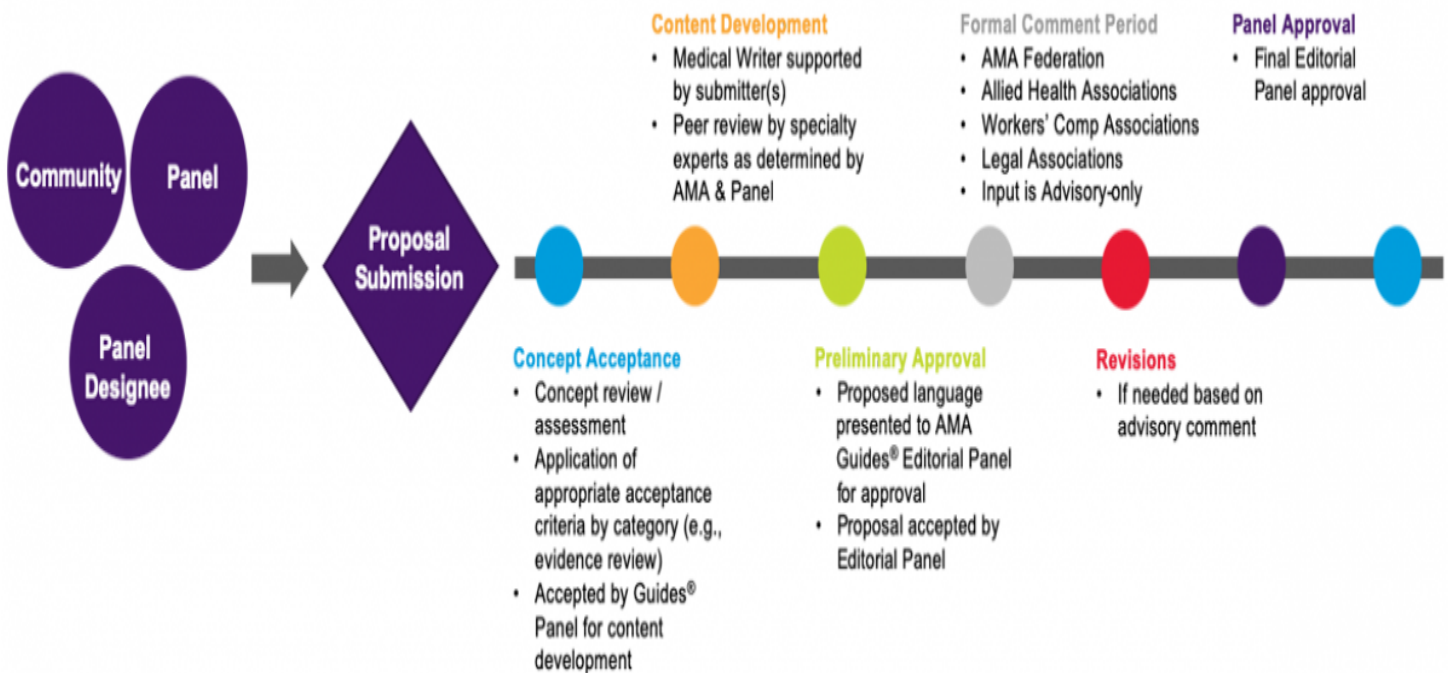 Community
Panel
Panel
Designee
Proposal
Submission
Content Development
• Medical Writer supported
by submitter(s)
• Peer review by specialty
experts as determined by
AMA & Panel
Formal Comment Period
• AMA Federation
• Allied Health Associations
• Workers' Comp Associations
• Legal Associations
• Input is Advisory-only
Panel Approval
• Final Editorial
Panel approval
Concept Acceptance
• Concept review /
assessment
• Application of
appropriate acceptance
criteria by category (e.g.,
evidence review)
• Accepted by Guides®
Panel for content
development
Preliminary Approval
• Proposed language
presented to AMA
Guides® Editorial Panel
for approval
• Proposal accepted by
Editorial Panel
Revisions
• If needed based on
advisory comment